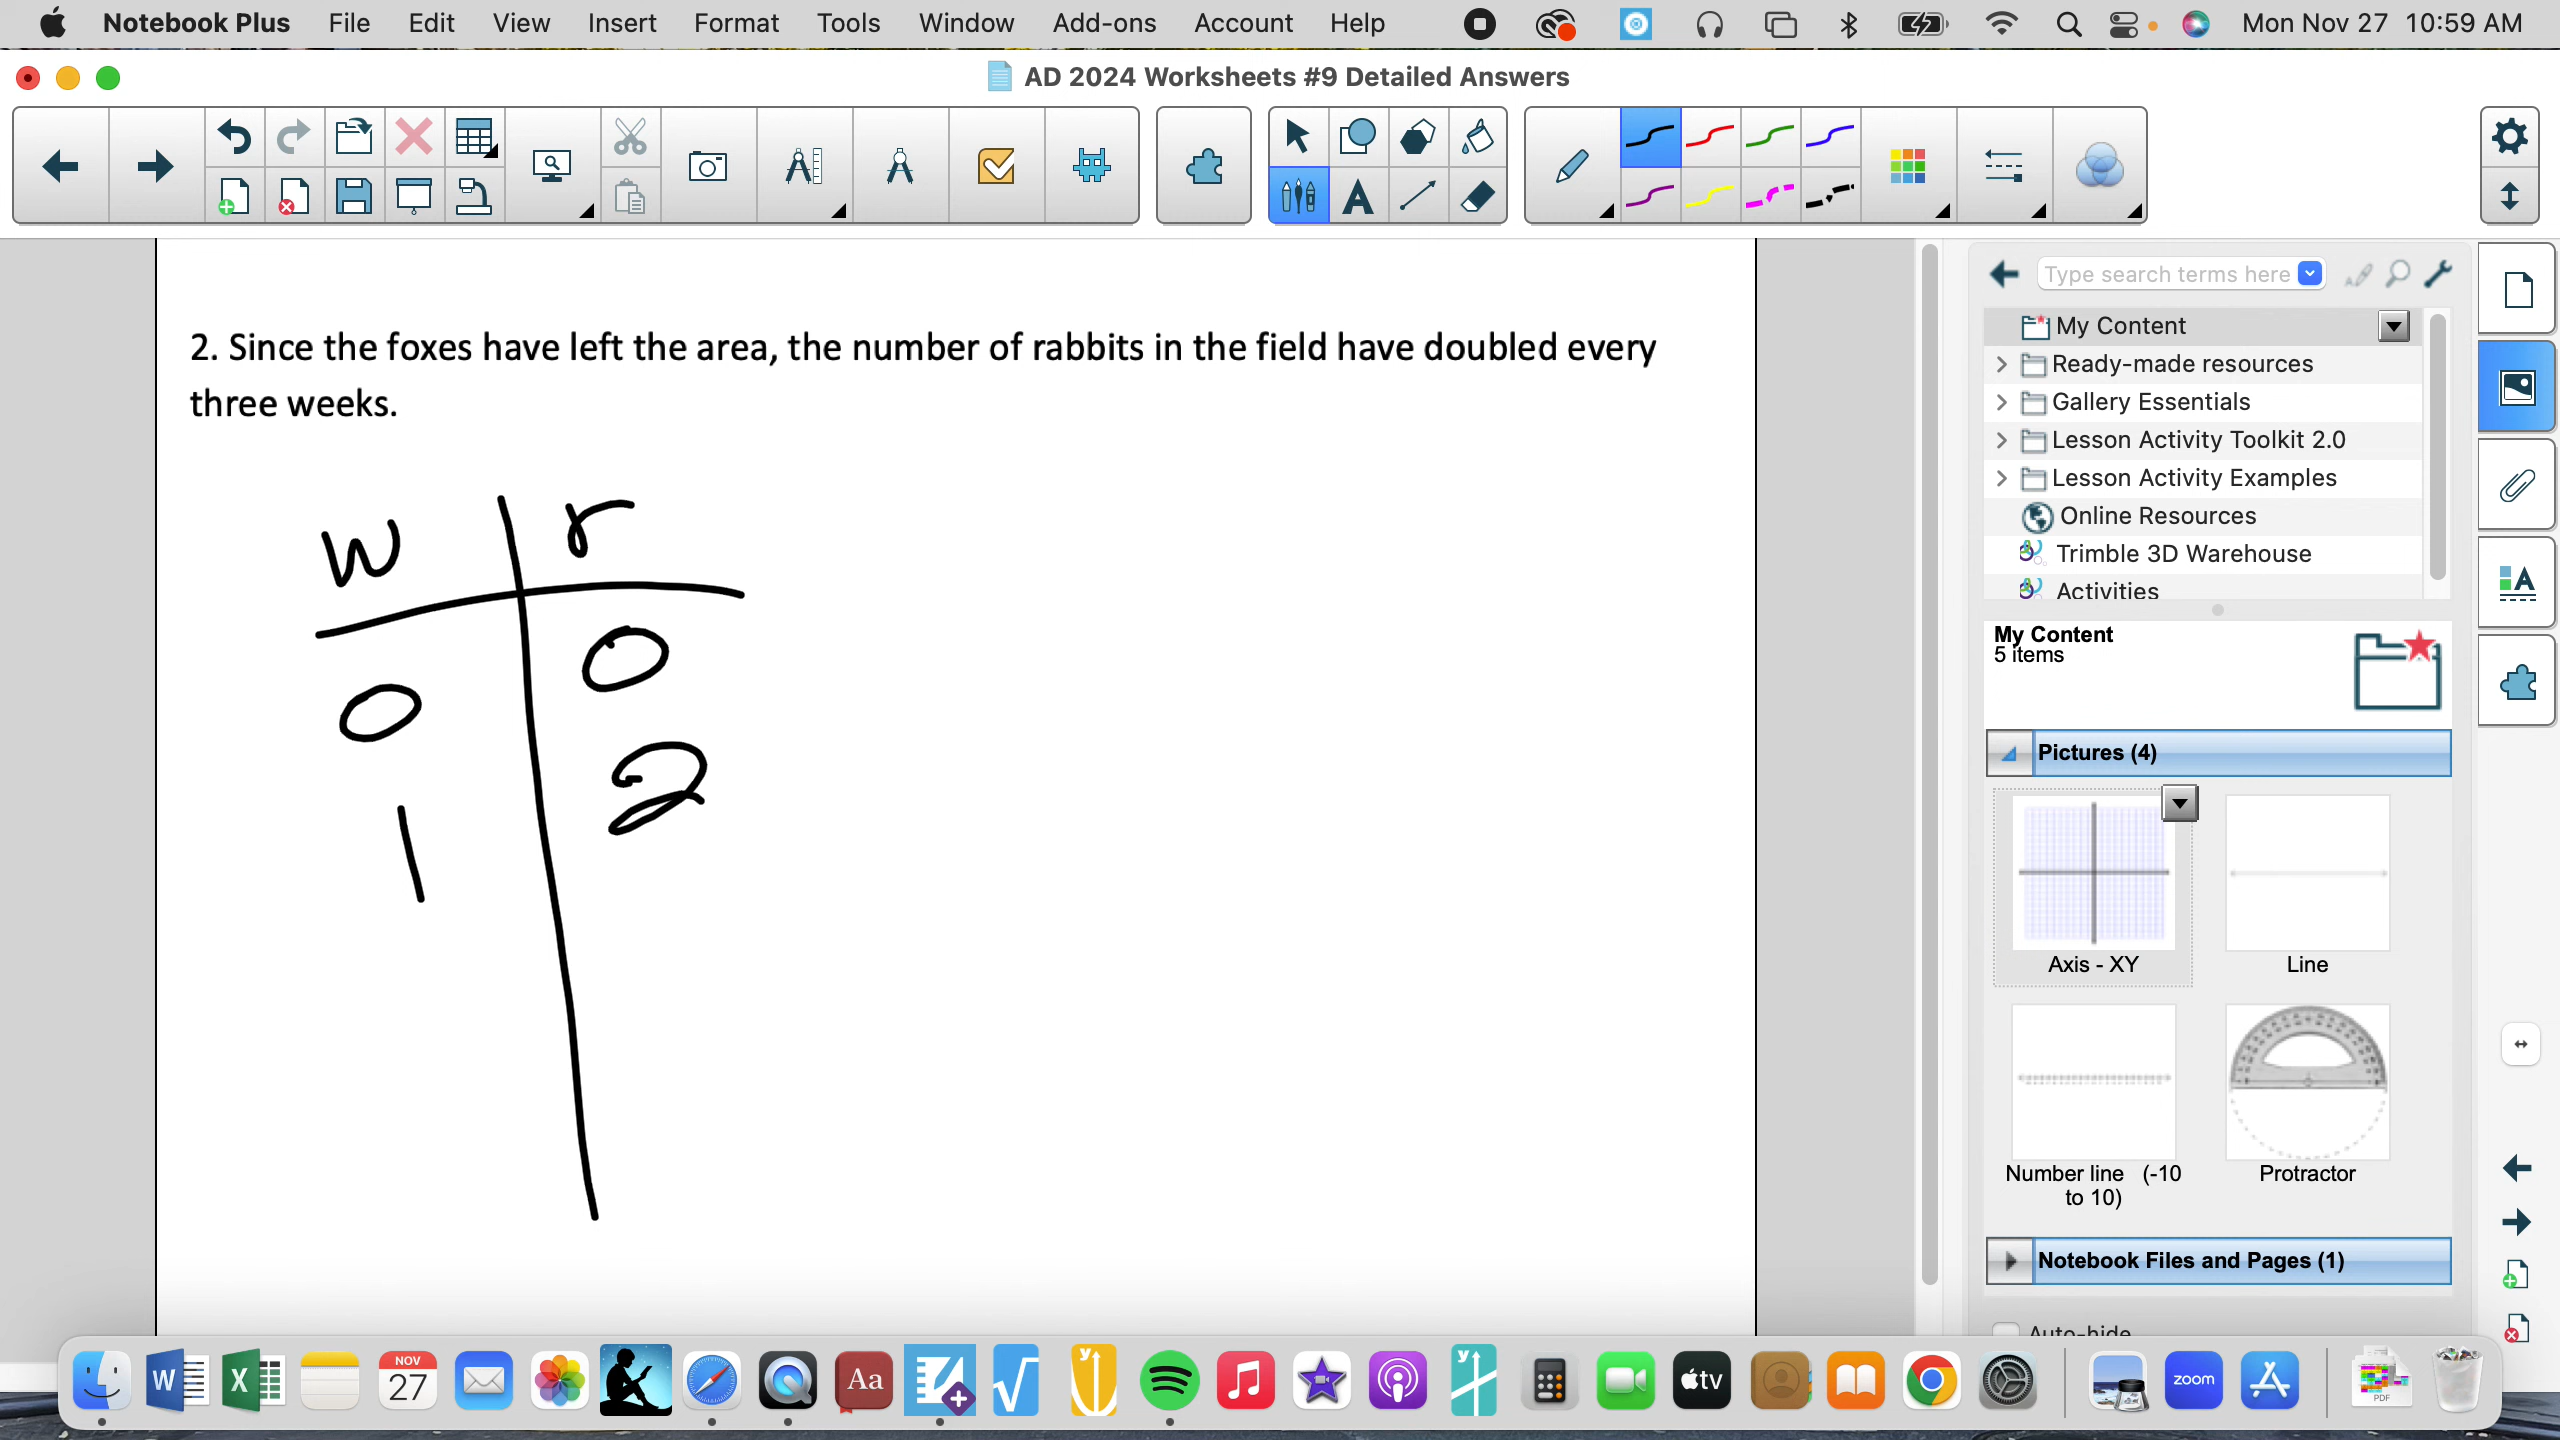 Notebook Plus File Edit View Insert Format Tools Window Add-ons Account Help Mon Nov 27 10:59 AM
AD 2024 Worksheets #9 Detailed Answers
2. Since the foxes have left the area, the number of rabbits in the field have doubled every
three weeks.
w r
0 0
1 2
Type search terms here
My Content
Ready-made resources
Gallery Essentials
Lesson Activity Toolkit 2.0
Lesson Activity Examples
Online Resources
Trimble 3D Warehouse
Activities
My Content
5 items
Pictures (4)
Axis - XY
Line
Number line (-10
to 10)
Protractor
Notebook Files and Pages (1)
Auto-hide
NOV
27
Aa
tv
zoom
PDF